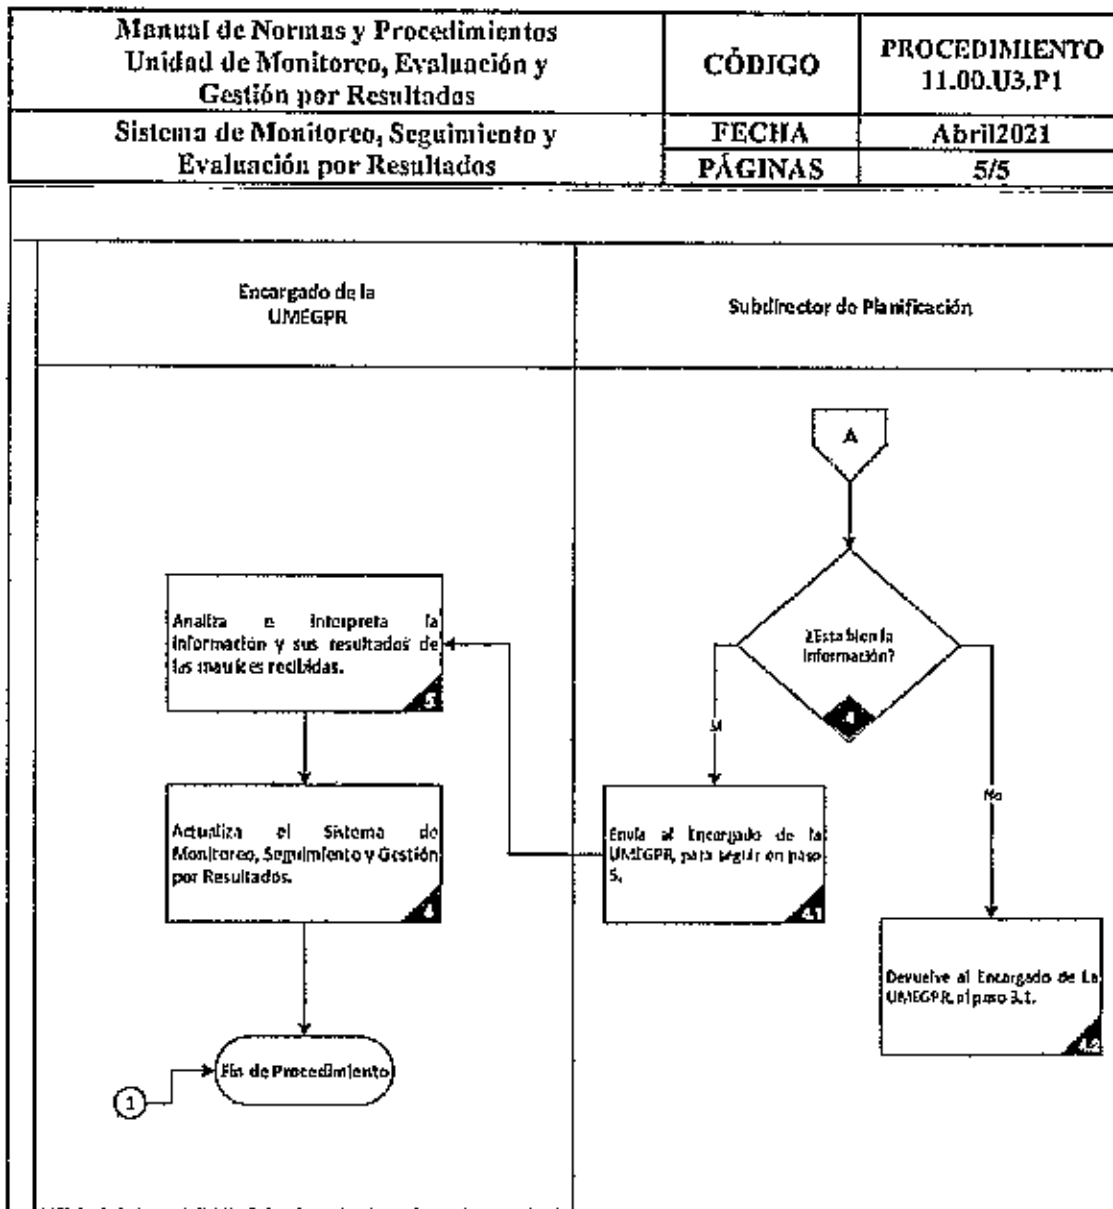 Manual de Normas y Procedimientos
Unidad de Monitoreo, Evaluación y
Gestión por Resultados
CÓDIGO
PROCEDIMIENTO
11.00.U3.P1
Sistema de Monitoreo, Seguimiento y
Evaluación por Resultados
FECHA
Abril2021
PÁGINAS
5/5
Encargado de la
UMEGPR
Subdirector de Planificación
A
¿Esta bien la
información?
4
Si
No
Analiza e interpreta la
información y sus resultados de
las matrices recibidas.
5
Actualiza el Sistema de
Monitoreo, Seguimiento y Gestión
por Resultados.
Envía al Encargado de la
UMEGPR, para seguir en paso
5.
4.1
Devuelve al Encargado de La
UMEGPR, al paso 3.1.
4.2
Fin de Procedimiento
1